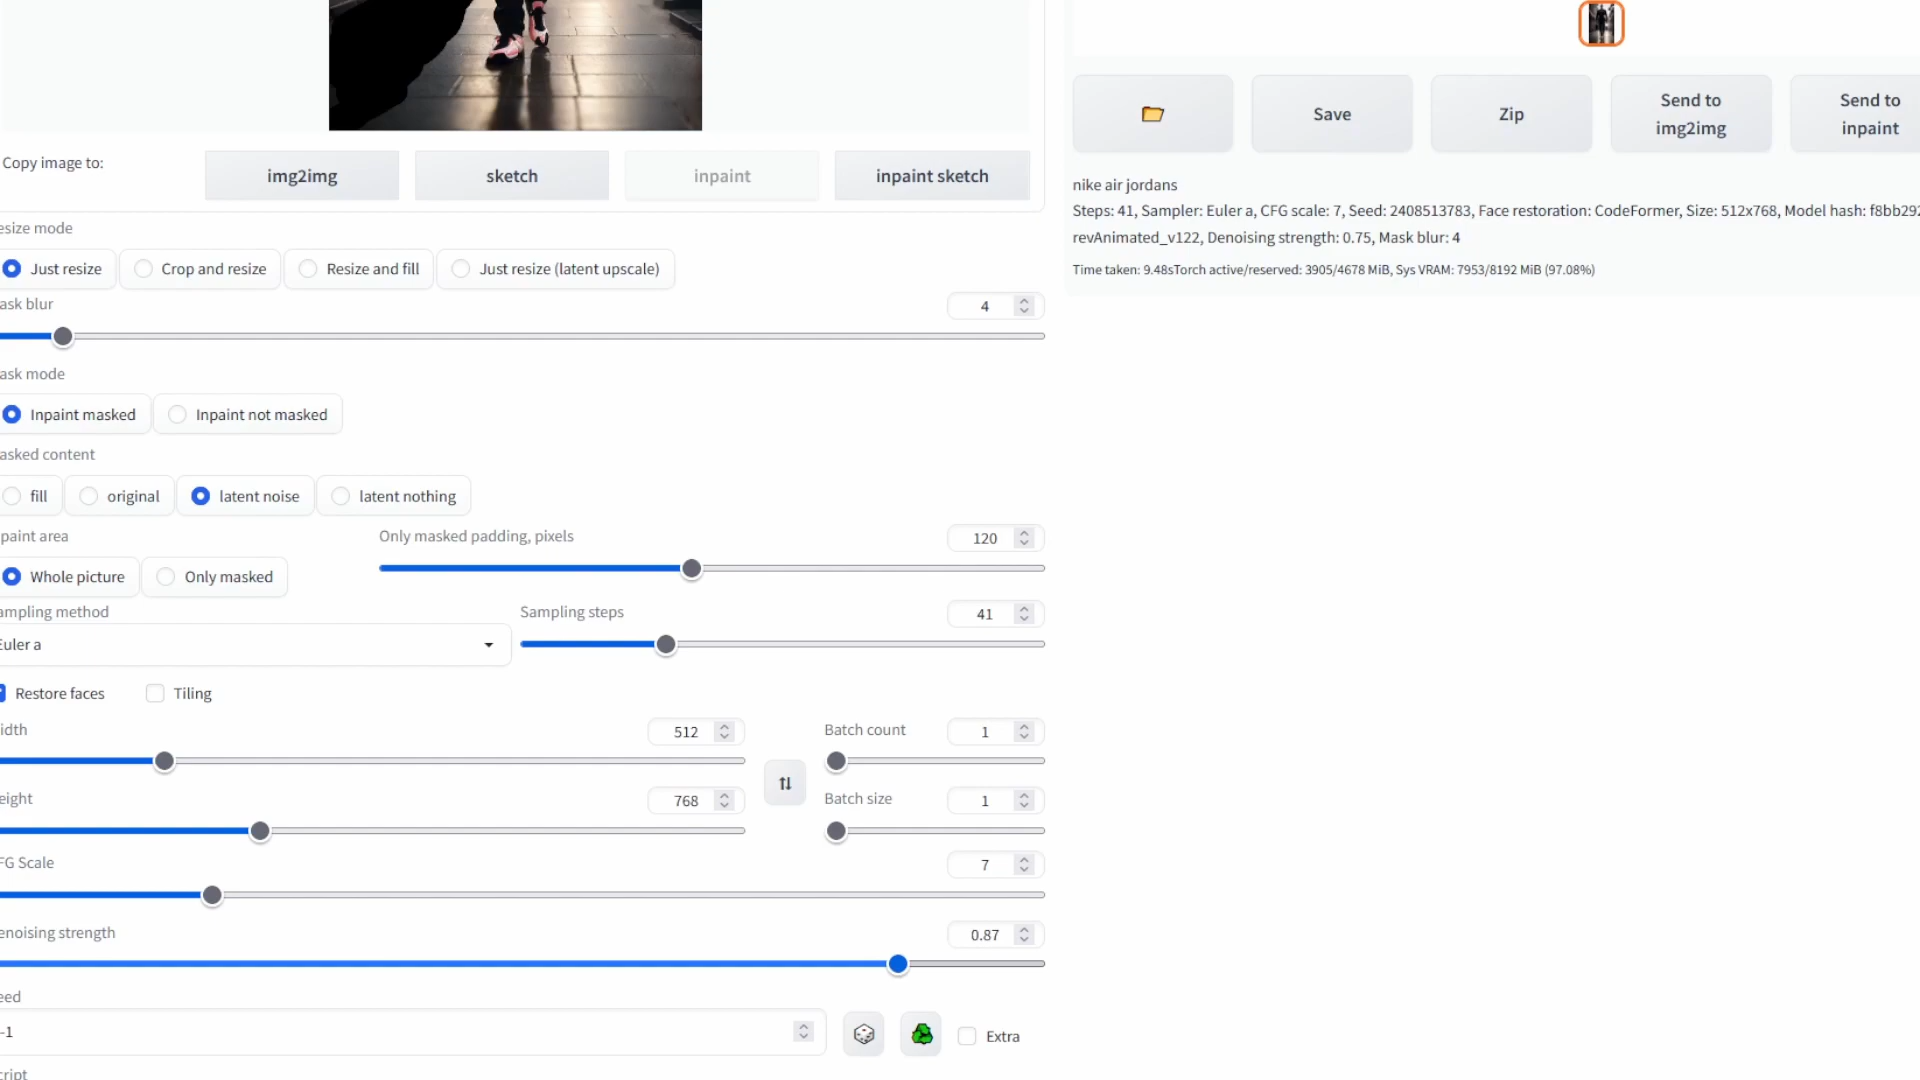 Save
Zip
Send to
img2img
Send to
inpaint
Copy image to:
img2img
sketch
inpaint
inpaint sketch
nike air jordans
Steps: 41, Sampler: Euler a, CFG scale: 7, Seed: 2408513783, Face restoration: CodeFormer, Size: 512x768, Model hash: f8bb292
revAnimated_v122, Denoising strength: 0.75, Mask blur: 4
Time taken: 9.48sTorch active/reserved: 3905/4678 MiB, Sys VRAM: 7953/8192 MiB (97.08%)
esize mode
Just resize
Crop and resize
Resize and fill
Just resize (latent upscale)
ask blur
4
ask mode
Inpaint masked
Inpaint not masked
asked content
fill
original
latent noise
latent nothing
paint area
Only masked padding, pixels
120
Whole picture
Only masked
ampling method
Sampling steps
41
Euler a
Restore faces
Tiling
idth
512
Batch count
1
eight
768
Batch size
1
FG Scale
7
enoising strength
0.87
eed
-1
Extra
cript